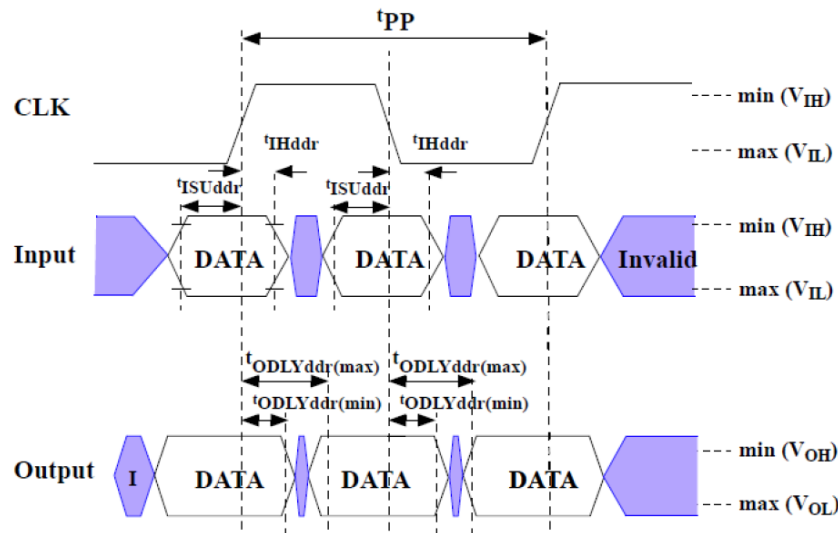 tPP
CLK
min (VIH)
max (VIL)
tIHddr
tIHddr
tISUddr
tISUddr
Input
DATA
DATA
DATA
Invalid
min (VIH)
max (VIL)
tODLYddr(max)
tODLYddr(max)
tODLYddr(min)
tODLYddr(min)
Output
I
DATA
DATA
DATA
min (VOH)
max (VOL)